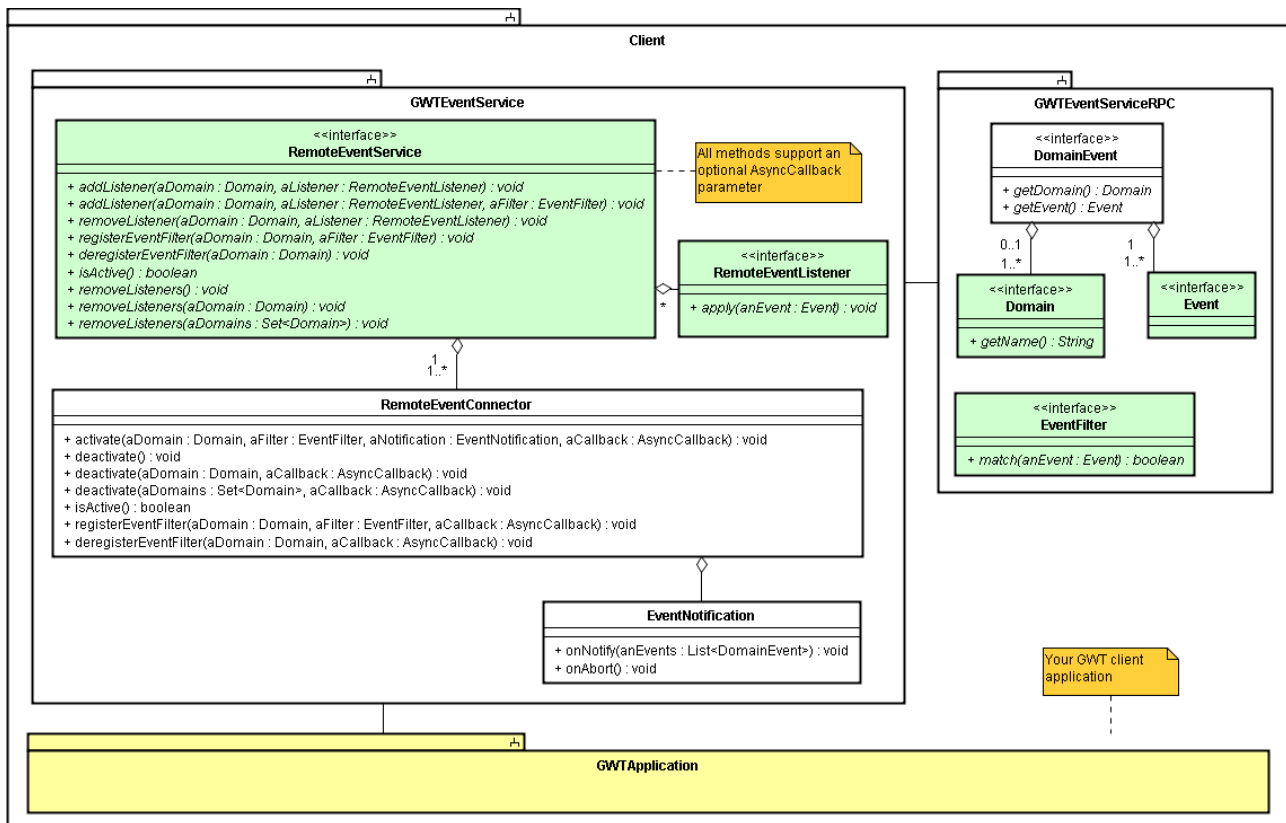 Client
GWTEventService
<<interface>>
RemoteEventService
+ addListener(aDomain : Domain, aListener : RemoteEventListener) : void
+ addListener(aDomain : Domain, aListener : RemoteEventListener, aFilter : EventFilter) : void
+ removeListener(aDomain : Domain, aListener : RemoteEventListener) : void
+ registerEventFilter(aDomain : Domain, aFilter : EventFilter) : void
+ deregisterEventFilter(aDomain : Domain) : void
+ isActive() : boolean
+ removeListeners() : void
+ removeListeners(aDomain : Domain) : void
+ removeListeners(aDomains : Set<Domain>) : void
All methods support an
optional AsyncCallback
parameter
*
<<interface>>
RemoteEventListener
+ apply(anEvent : Event) : void
1
1..*
RemoteEventConnector
+ activate(aDomain : Domain, aFilter : EventFilter, aNotification : EventNotification, aCallback : AsyncCallback) : void
+ deactivate() : void
+ deactivate(aDomain : Domain, aCallback : AsyncCallback) : void
+ deactivate(aDomains : Set<Domain>, aCallback : AsyncCallback) : void
+ isActive() : boolean
+ registerEventFilter(aDomain : Domain, aFilter : EventFilter, aCallback : AsyncCallback) : void
+ deregisterEventFilter(aDomain : Domain, aCallback : AsyncCallback) : void
EventNotification
+ onNotify(anEvents : List<DomainEvent>) : void
+ onAbort() : void
GWTEventServiceRPC
<<interface>>
DomainEvent
+ getDomain() : Domain
+ getEvent() : Event
0..1
1..*
1
1..*
<<interface>>
Domain
+ getName() : String
<<interface>>
Event
<<interface>>
EventFilter
+ match(anEvent : Event) : boolean
Your GWT client
application
GWTApplication